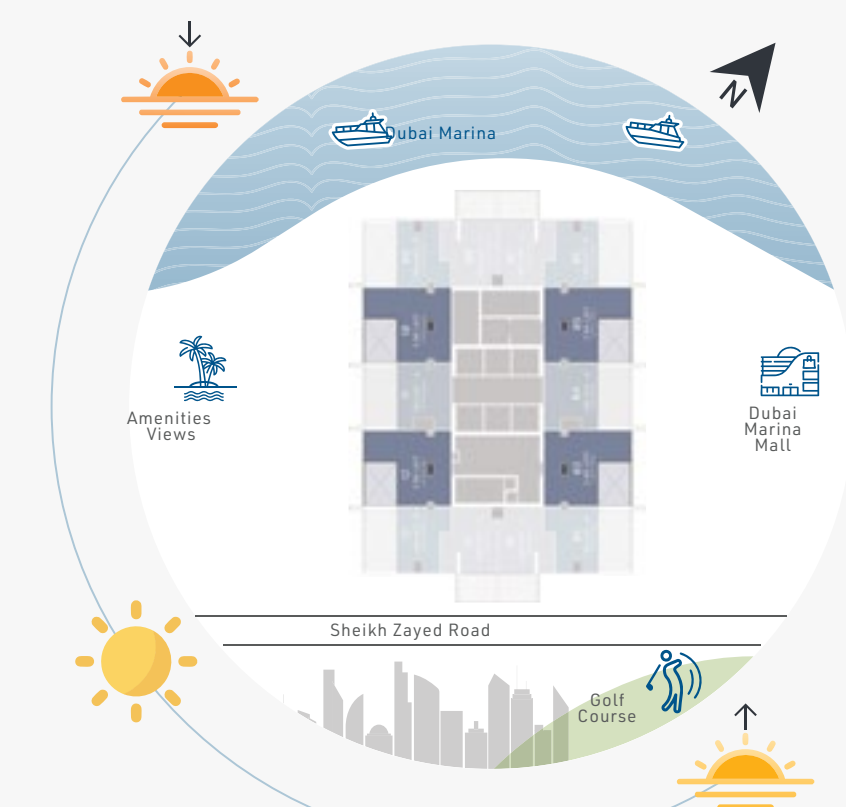 N
Dubai Marina
Amenities
Views
Dubai
Marina
Mall
Sheikh Zayed Road
Golf
Course